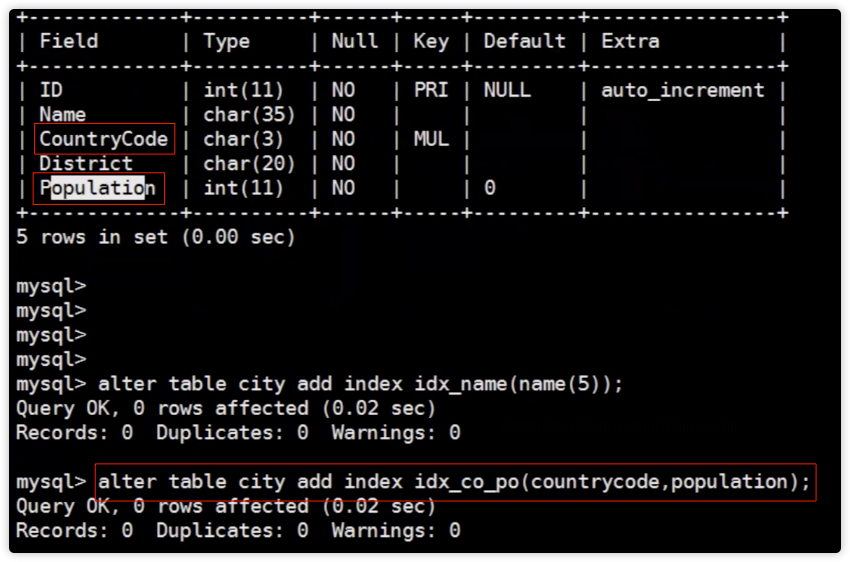 +-------------+----------+------+-----+---------+----------------+
| Field       | Type     | Null | Key | Default | Extra          |
+-------------+----------+------+-----+---------+----------------+
| ID          | int(11)  | NO   | PRI | NULL    | auto_increment |
| Name        | char(35) | NO   |     |         |                |
| CountryCode | char(3)  | NO   | MUL |         |                |
| District    | char(20) | NO   |     |         |                |
| Population  | int(11)  | NO   |     | 0       |                |
+-------------+----------+------+-----+---------+----------------+
5 rows in set (0.00 sec)
mysql>
mysql>
mysql>
mysql>
mysql> alter table city add index idx_name(name(5));
Query OK, 0 rows affected (0.02 sec)
Records: 0  Duplicates: 0  Warnings: 0
mysql> alter table city add index idx_co_po(countrycode,population);
Query OK, 0 rows affected (0.02 sec)
Records: 0  Duplicates: 0  Warnings: 0